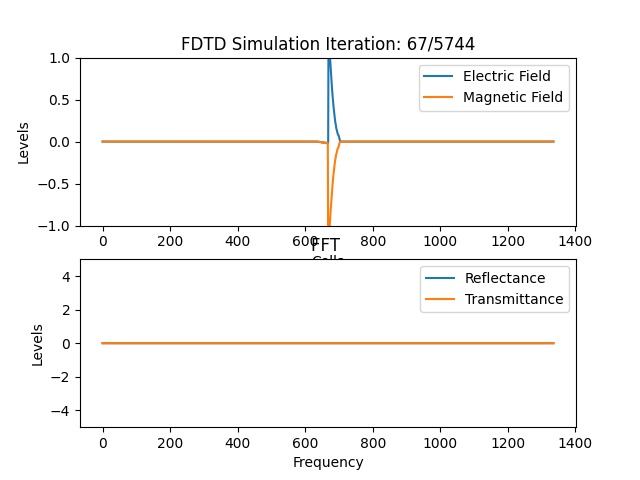 FDTD Simulation Iteration: 67/5744
1.0
0.5
0.0
−0.5
−1.0
Levels
Electric Field
Magnetic Field
0 200 400 600 800 1000 1200 1400
FFT
4
2
0
−2
−4
Levels
Reflectance
Transmittance
0 200 400 600 800 1000 1200 1400
Frequency